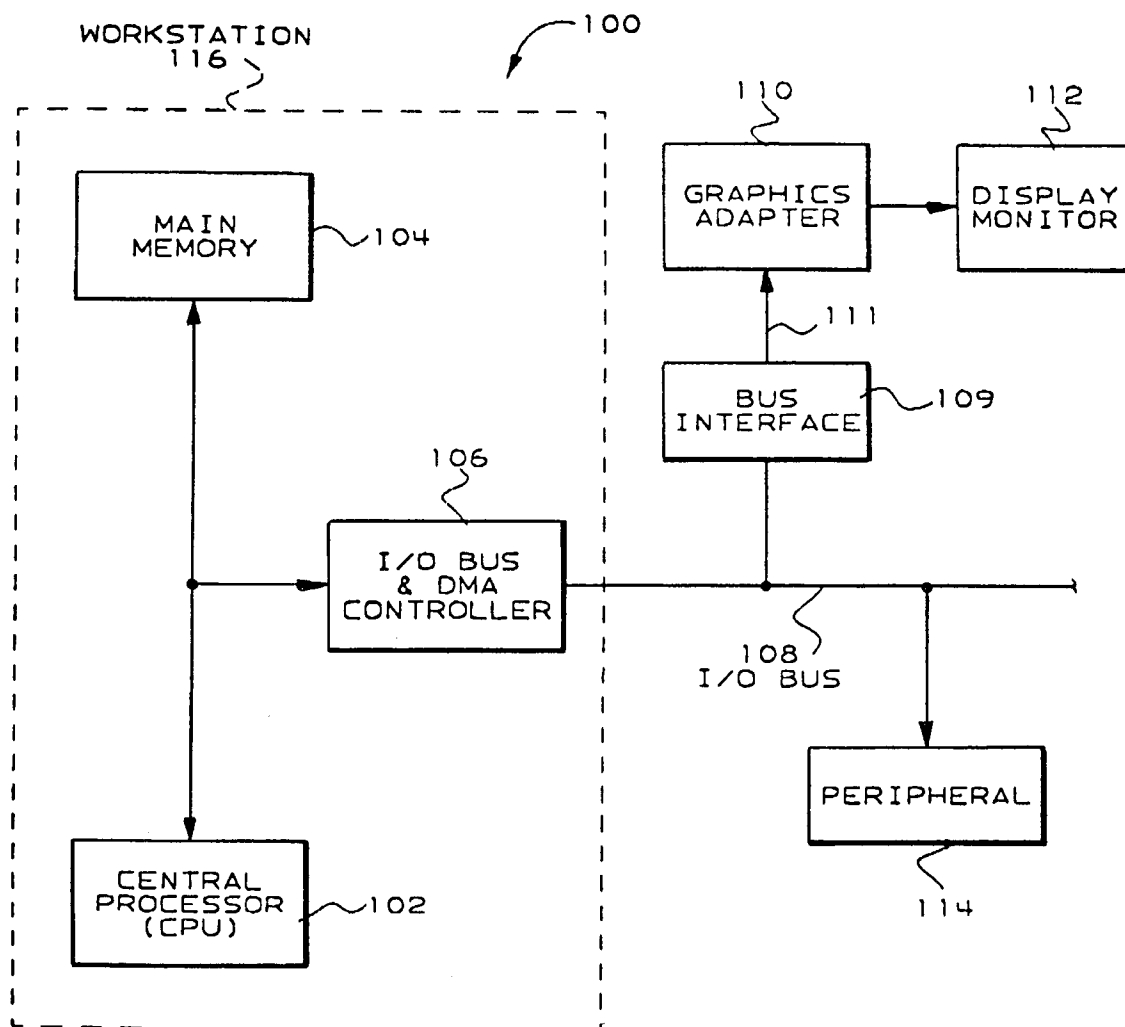 WORKSTATION
116
100
110
112
MAIN
MEMORY
104
GRAPHICS
ADAPTER
DISPLAY
MONITOR
111
BUS
INTERFACE
109
106
I/O BUS
& DMA
CONTROLLER
108
I/O BUS
PERIPHERAL
114
CENTRAL
PROCESSOR
(CPU)
102